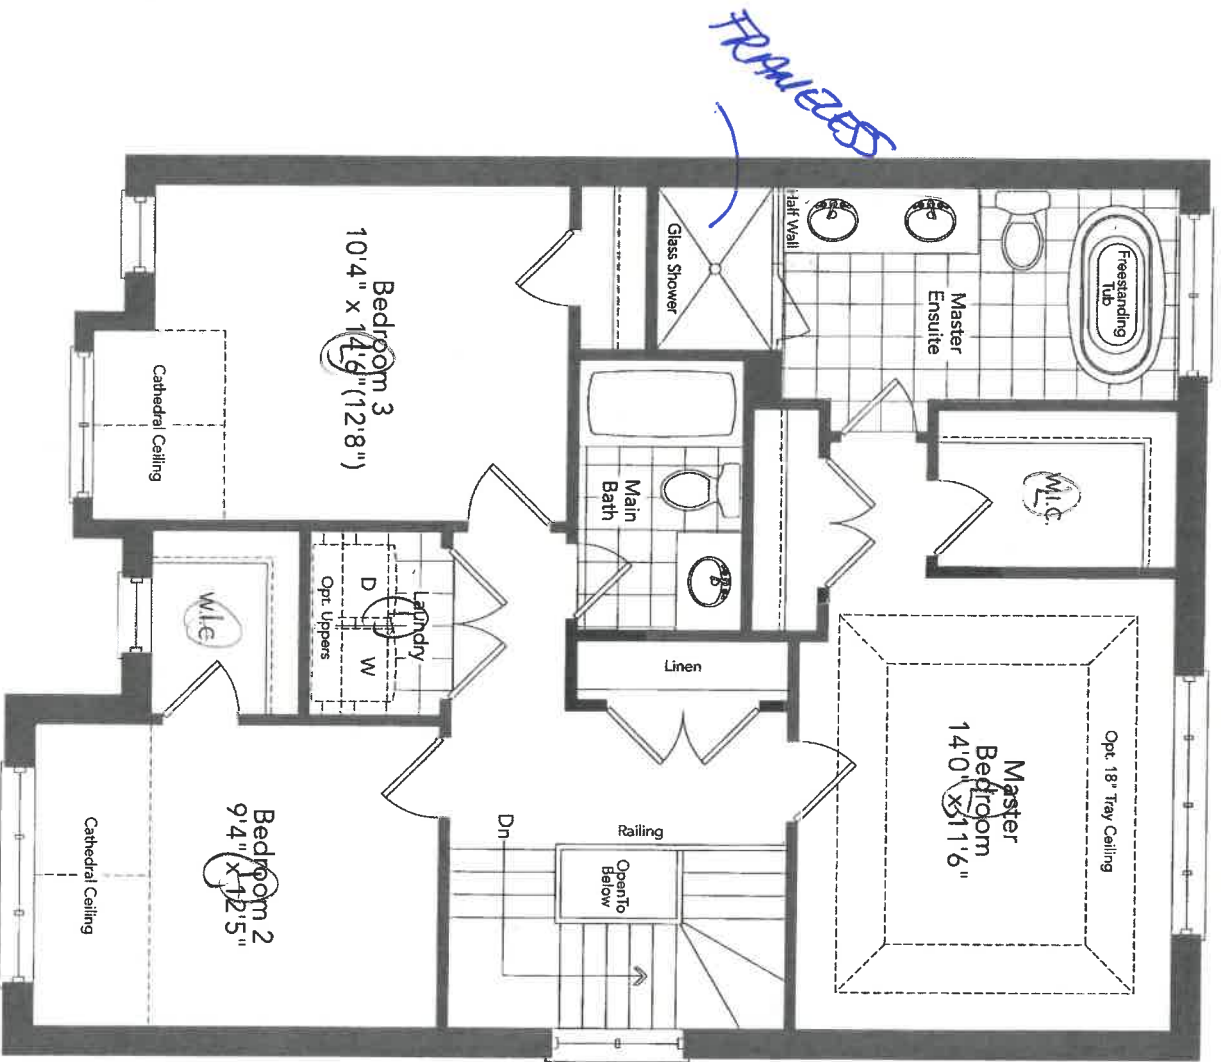 FRAMELESS
Freestanding
Tub
Master
Ensuite
Half Wall
Glass Shower
W.I.C.
Main
Bath
Bedroom 3
10'4" x 14'6" (12'8")
Cathedral Ceiling
Laundry
D W
Opt. Uppers
W.I.C
Linen
Opt. 18" Tray Ceiling
Master
Bedroom
14'0" x 11'6"
Railing
Open To
Below
Dn
Bedroom 2
9'4" x 12'5"
Cathedral Ceiling